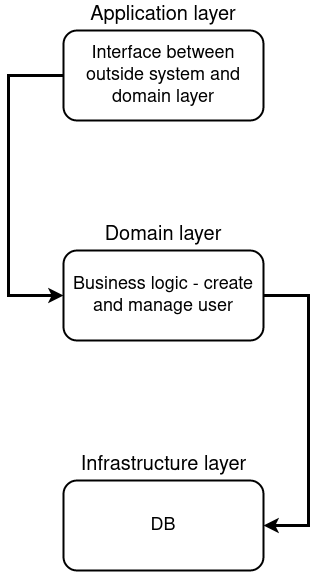 Application layer
Interface between
outside system and
domain layer
Domain layer
Business logic - create
and manage user
Infrastructure layer
DB